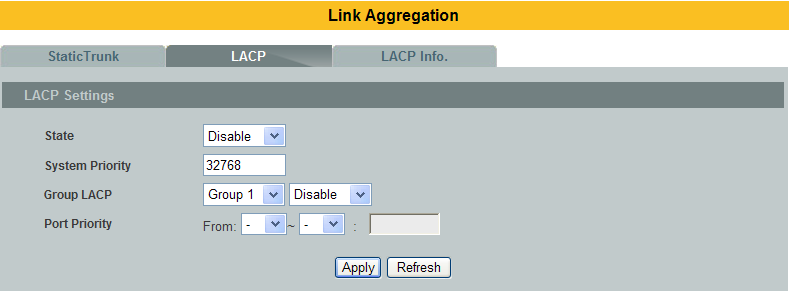 Link Aggregation
StaticTrunk LACP LACP Info.
LACP Settings
State Disable
System Priority 32768
Group LACP Group 1 Disable
Port Priority From: - ~ - :
Apply Refresh